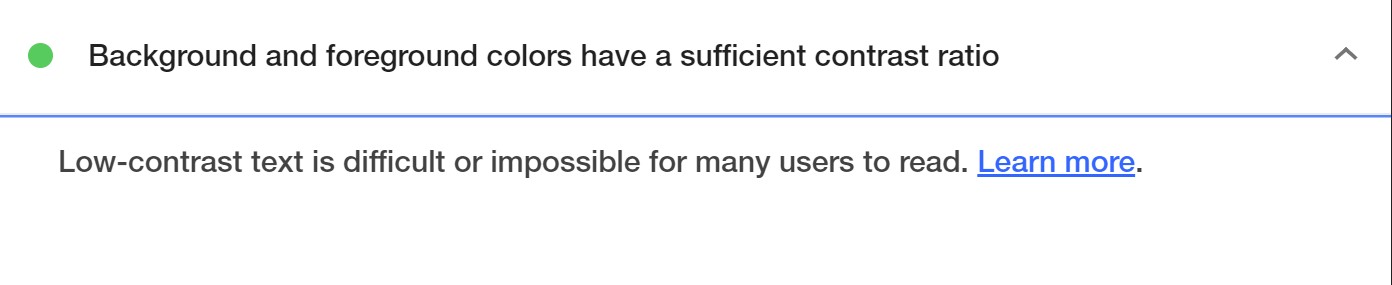 Background and foreground colors have a sufficient contrast ratio
Low-contrast text is difficult or impossible for many users to read. Learn more.